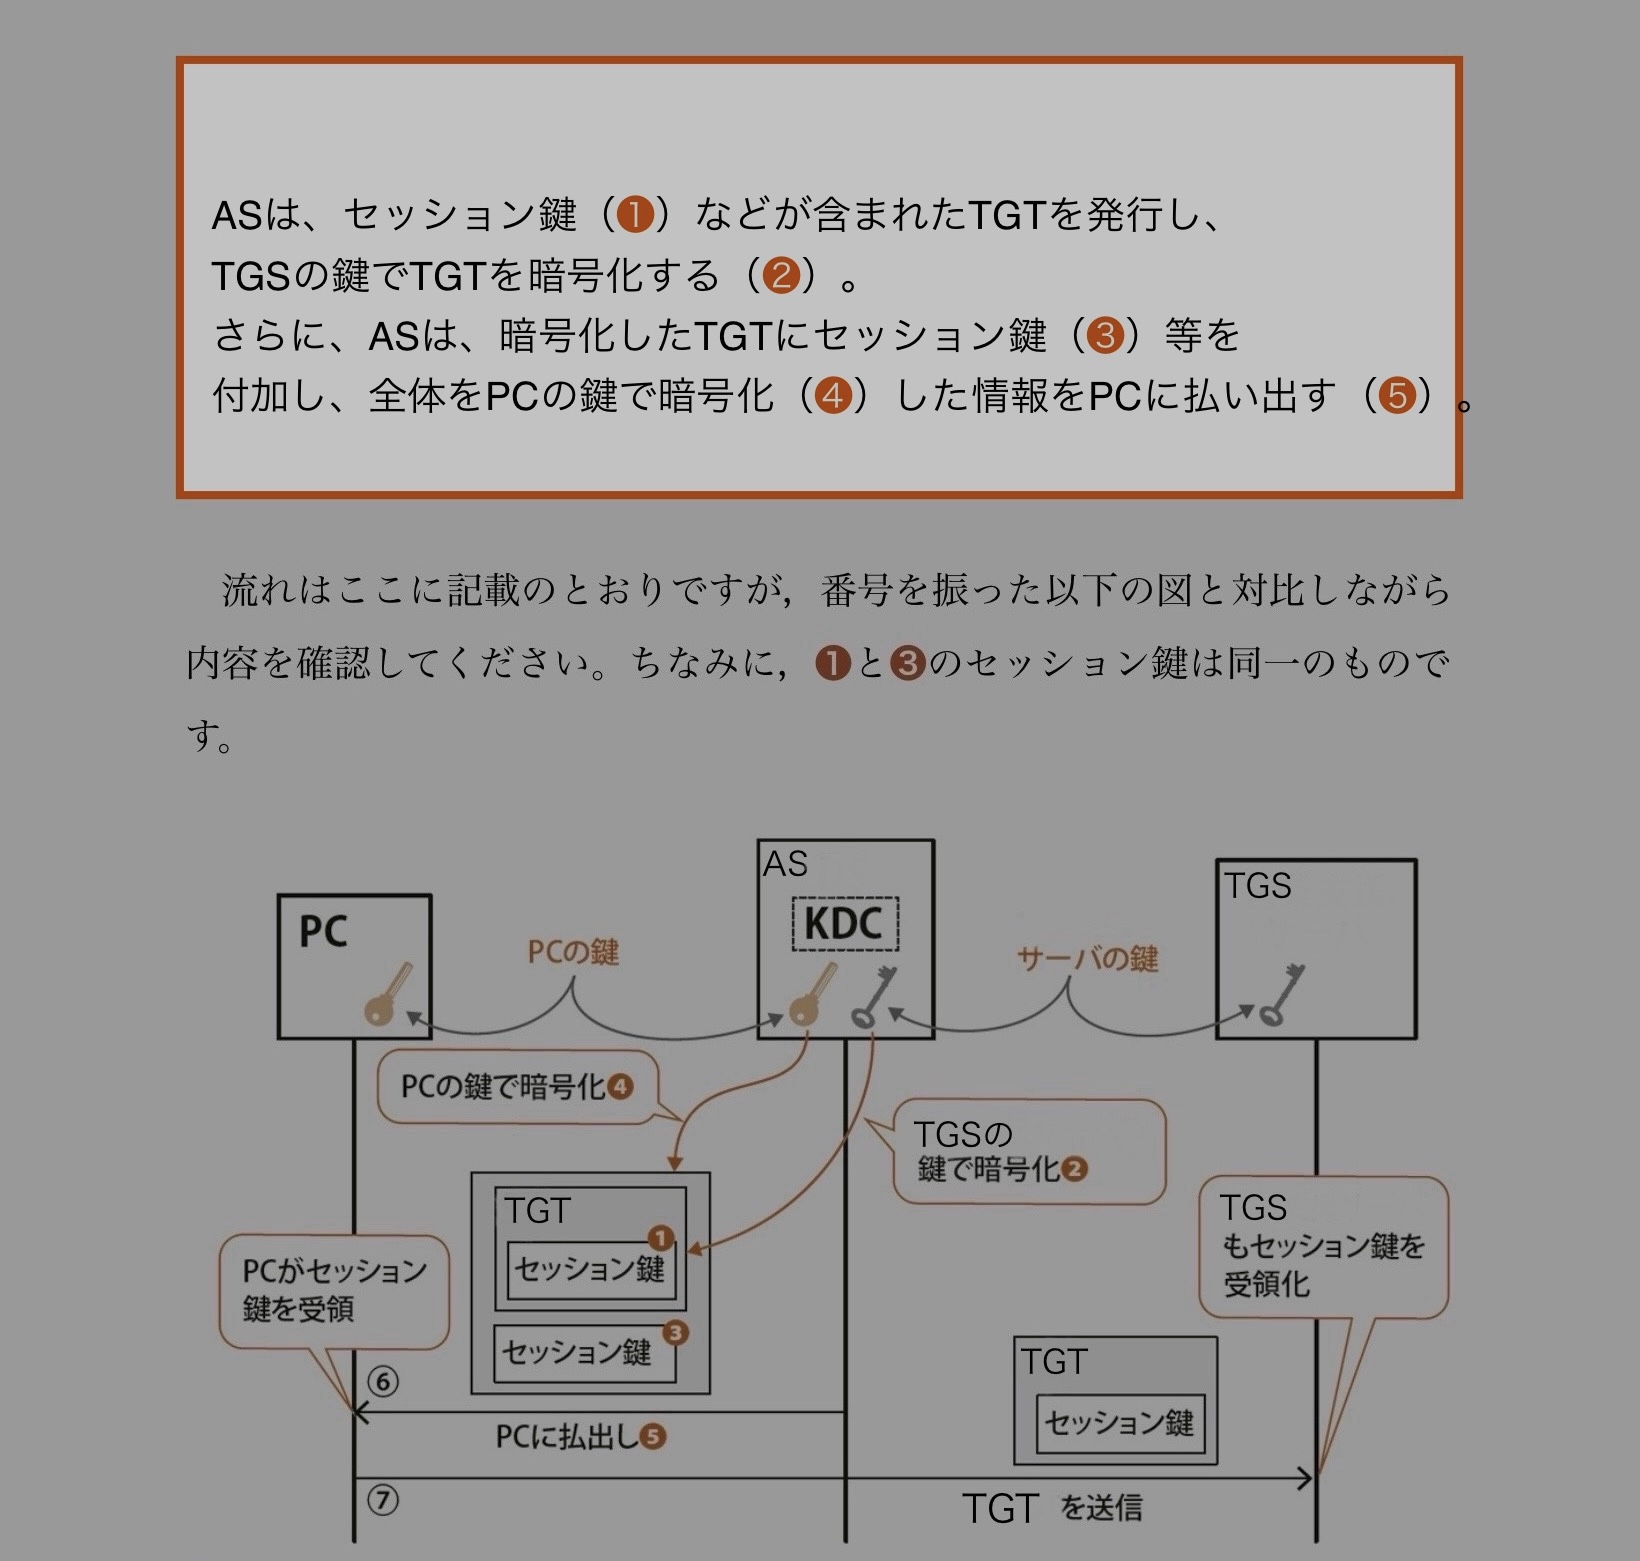 ASは、セッション鍵（❶）などが含まれたTGTを発行し、
TGSの鍵でTGTを暗号化する（❷）。
さらに、ASは、暗号化したTGTにセッション鍵（❸）等を
付加し、全体をPCの鍵で暗号化（❹）した情報をPCに払い出す（❺）。
流れはここに記載のとおりですが，番号を振った以下の図と対比しながら
内容を確認してください。ちなみに，❶と❸のセッション鍵は同一のもので
す。
AS
KDC
TGS
PC
PCの鍵
サーバの鍵
PCの鍵で暗号化❹
TGSの
鍵で暗号化❷
TGT
❶
セッション鍵
❸
セッション鍵
PCがセッション
鍵を受領
TGS
もセッション鍵を
受領化
⑥
PCに払出し❺
TGT
セッション鍵
⑦
TGT を送信